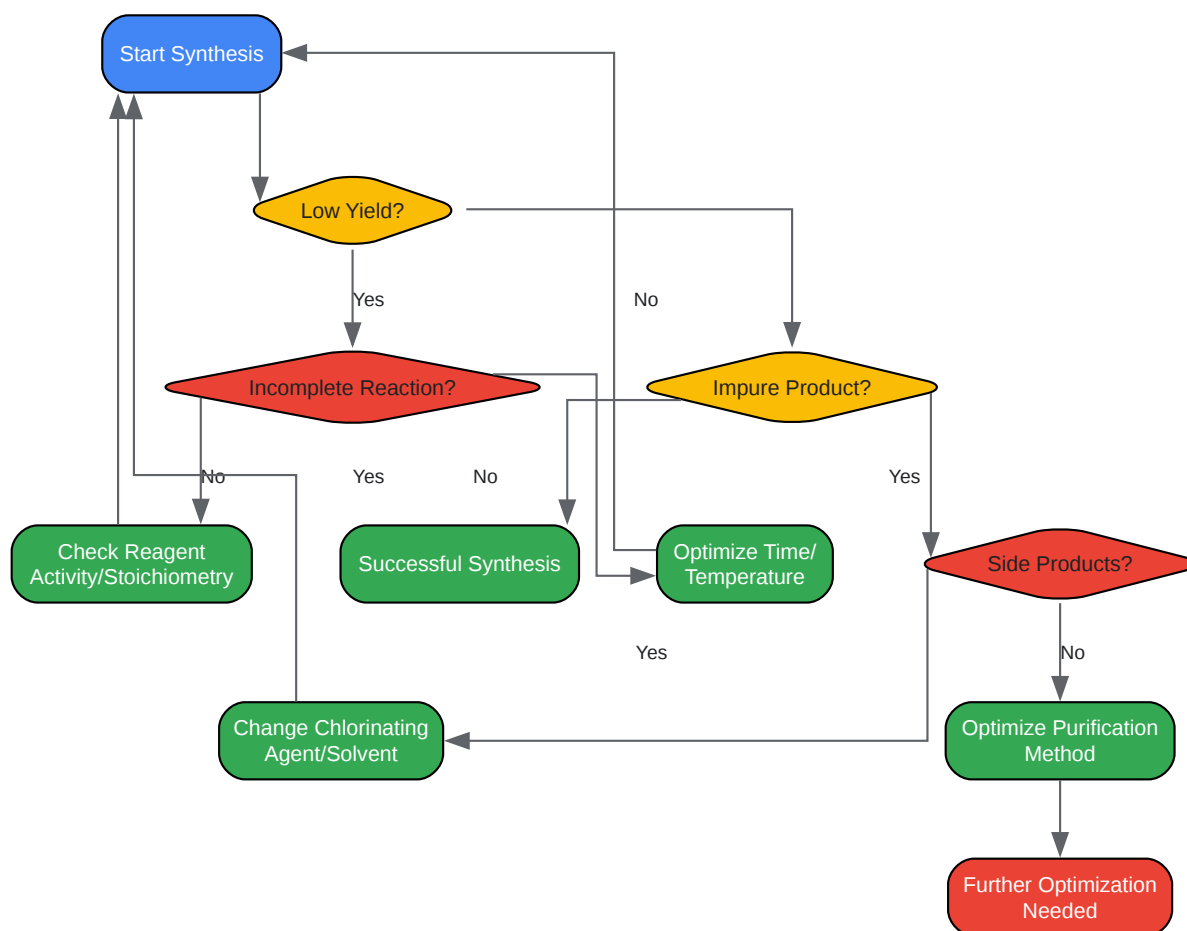 Start Synthesis
Low Yield?
Yes
No
Incomplete Reaction?
Impure Product?
No
Yes
No
Yes
Check Reagent
Activity/Stoichiometry
Successful Synthesis
Optimize Time/
Temperature
Side Products?
Yes
No
Change Chlorinating
Agent/Solvent
Optimize Purification
Method
Further Optimization
Needed